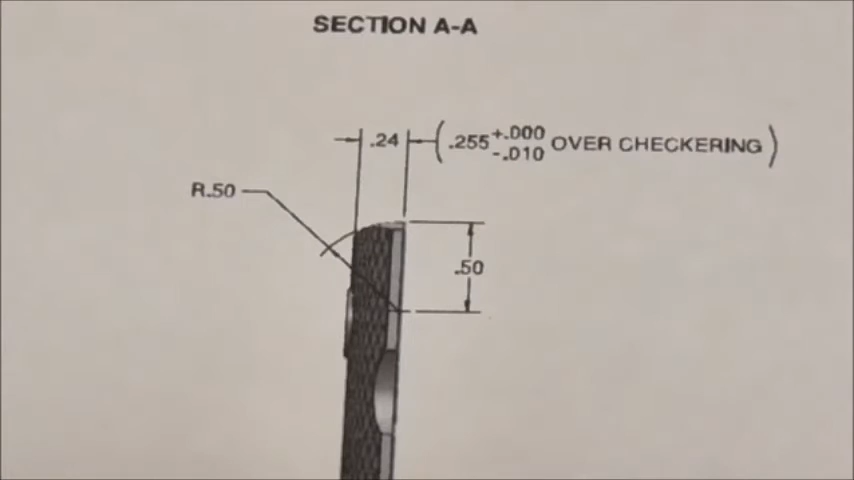 SECTION A-A
.24 (.255 +.000 OVER CHECKERING)
-.010
R.50
.50